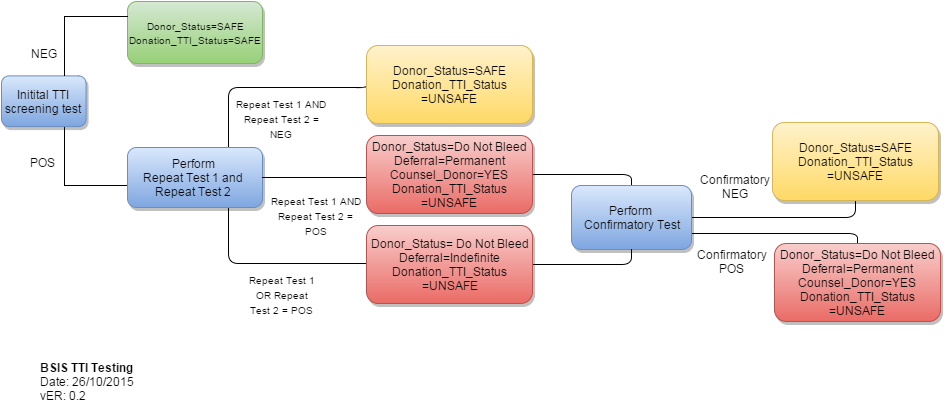 Donor_Status=SAFE
Donation_TTI_Status=SAFE
NEG
Initital TTI
screening test
POS
Perform
Repeat Test 1 and
Repeat Test 2
Repeat Test 1 AND
Repeat Test 2 =
NEG
Donor_Status=SAFE
Donation_TTI_Status
=UNSAFE
Repeat Test 1 AND
Repeat Test 2 =
POS
Donor_Status=Do Not Bleed
Deferral=Permanent
Counsel_Donor=YES
Donation_TTI_Status
=UNSAFE
Repeat Test 1
OR Repeat
Test 2 = POS
Donor_Status= Do Not Bleed
Deferral=Indefinite
Donation_TTI_Status
=UNSAFE
Perform
Confirmatory Test
Confirmatory
NEG
Donor_Status=SAFE
Donation_TTI_Status
=UNSAFE
Confirmatory
POS
Donor_Status=Do Not Bleed
Deferral=Permanent
Counsel_Donor=YES
Donation_TTI_Status
=UNSAFE
BSIS TTI Testing
Date: 26/10/2015
vER: 0.2